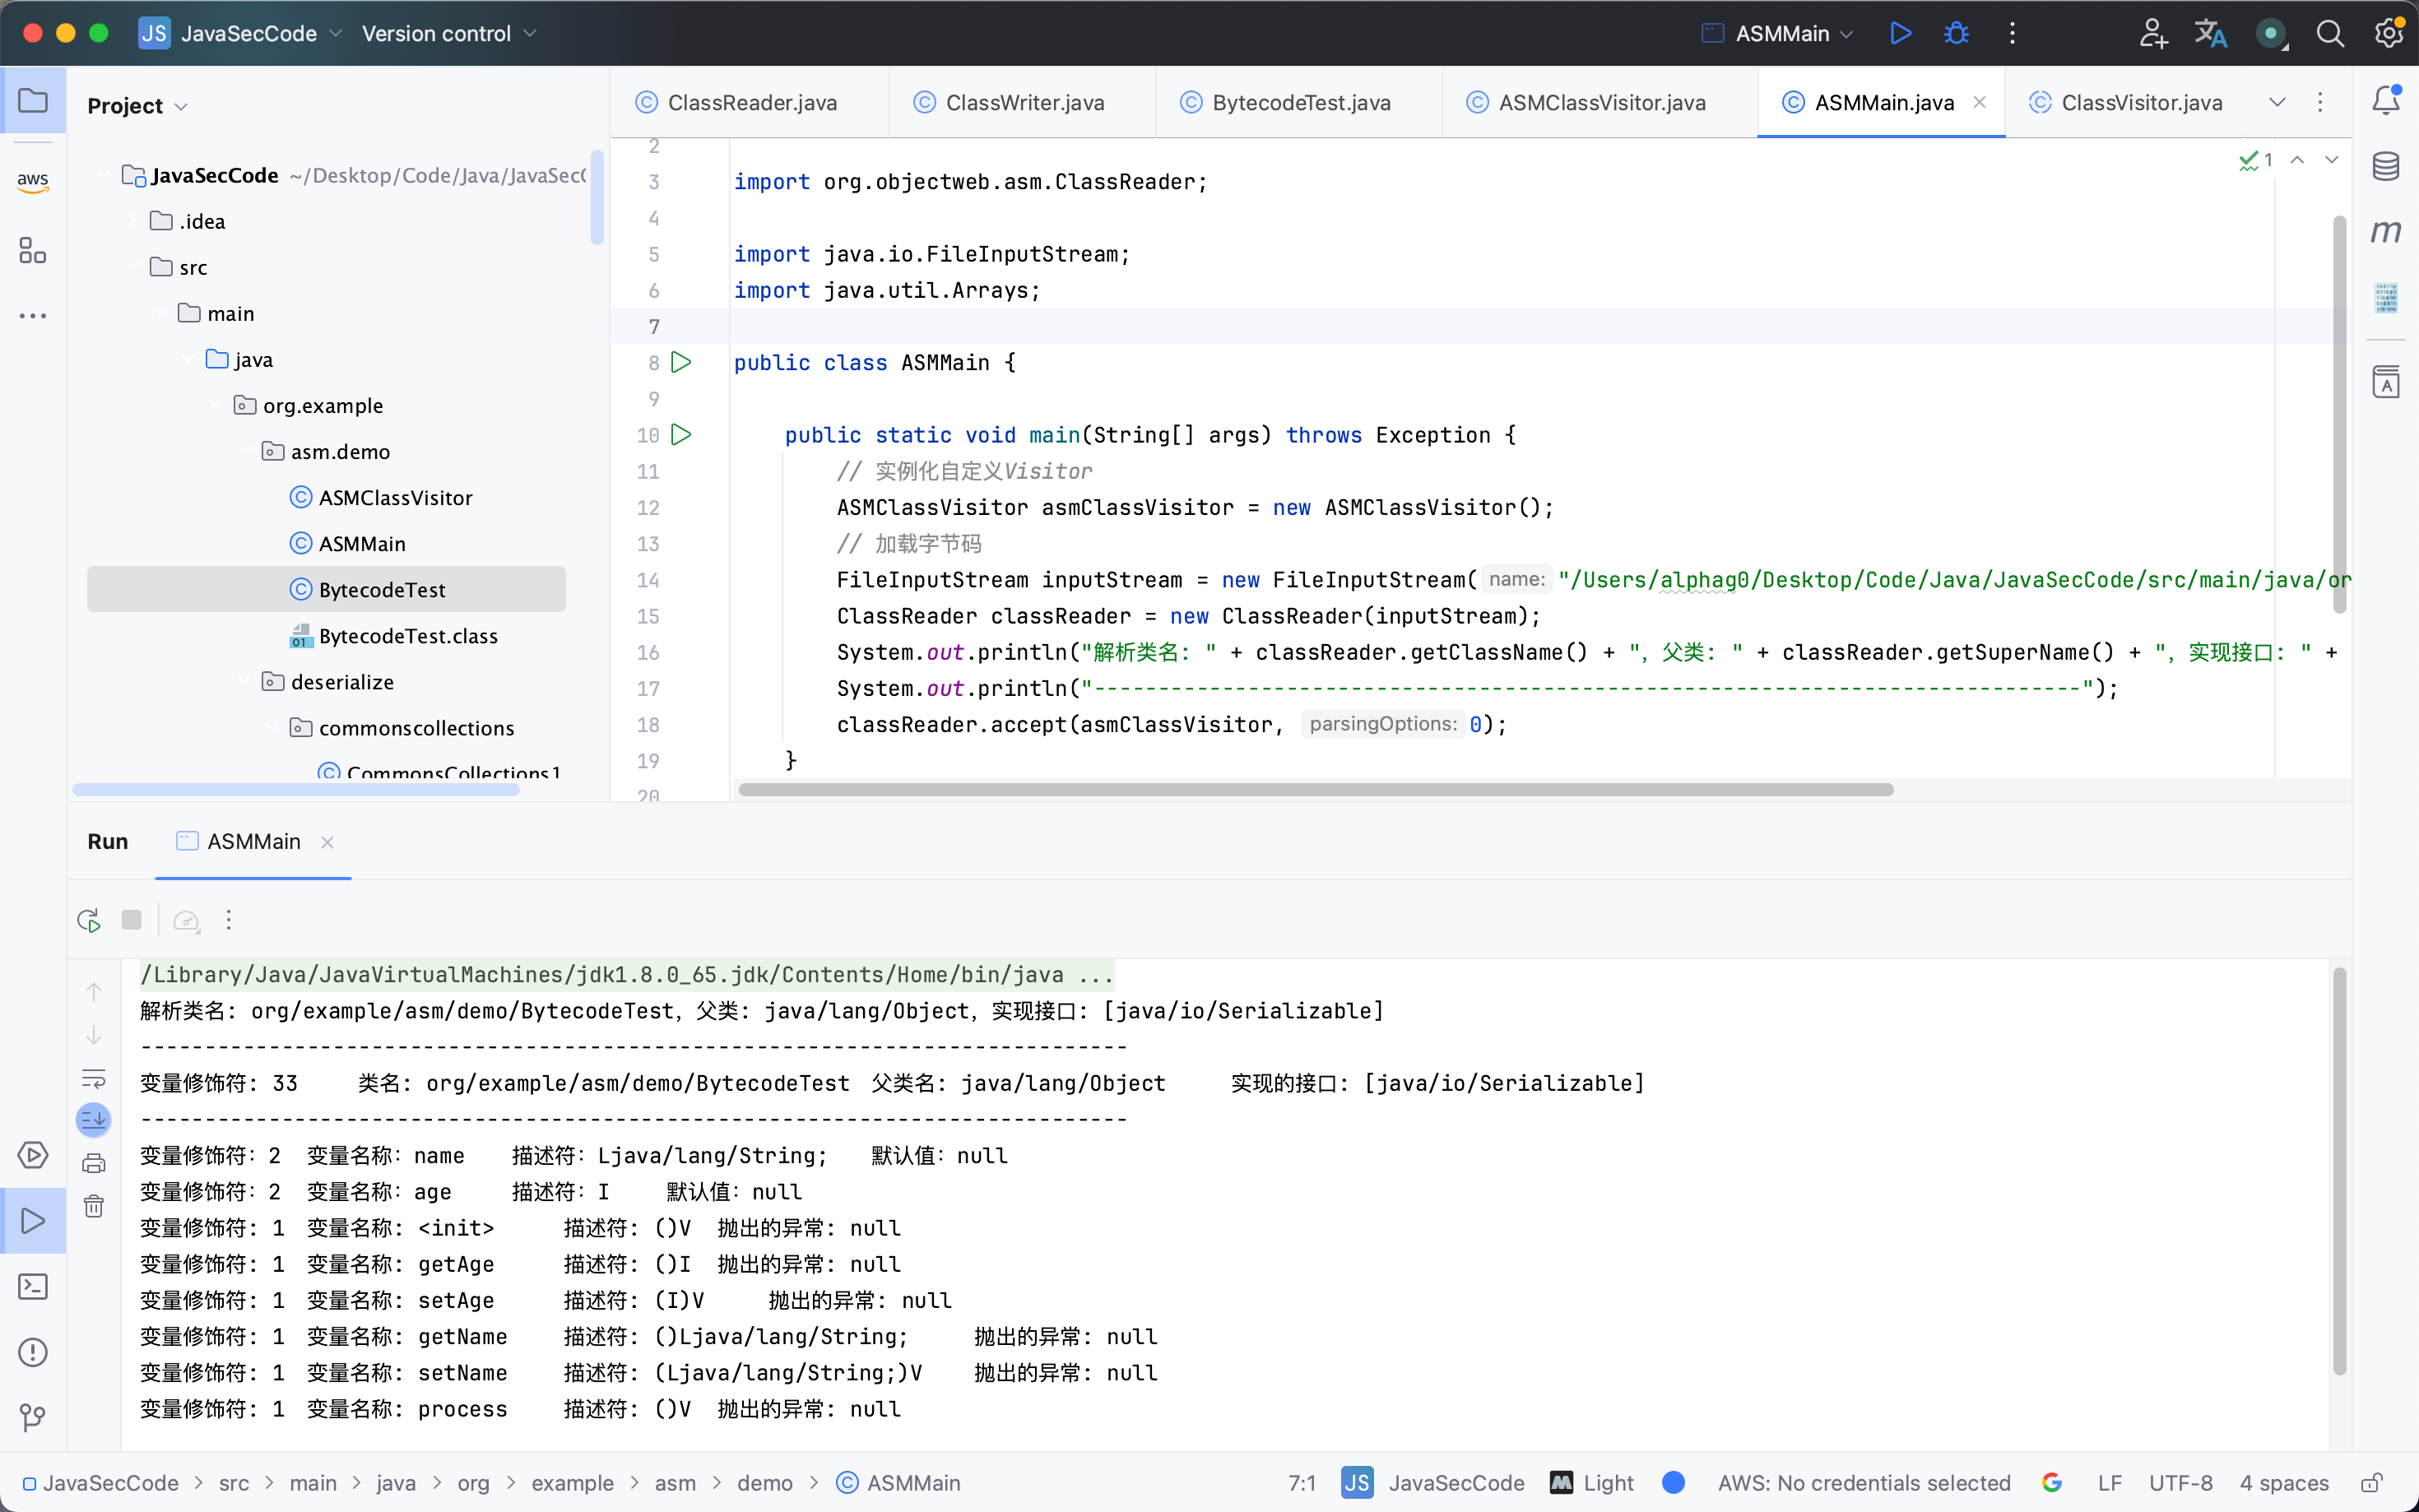 JS JavaSecCode Version control ASMMain
Project
ClassReader.java ClassWriter.java BytecodeTest.java ASMClassVisitor.java ASMMain.java ClassVisitor.java
aws
JavaSecCode ~/Desktop/Code/Java/JavaSecC
.idea
src
main
java
org.example
asm.demo
ASMClassVisitor
ASMMain
BytecodeTest
BytecodeTest.class
deserialize
commonscollections
CommonsCollections1
1
2
3 import org.objectweb.asm.ClassReader;
4
5 import java.io.FileInputStream;
6 import java.util.Arrays;
7
8 public class ASMMain {
9
10 public static void main(String[] args) throws Exception {
11 // 实例化自定义Visitor
12 ASMClassVisitor asmClassVisitor = new ASMClassVisitor();
13 // 加载字节码
14 FileInputStream inputStream = new FileInputStream( name: "/Users/alphag0/Desktop/Code/Java/JavaSecCode/src/main/java/or
15 ClassReader classReader = new ClassReader(inputStream);
16 System.out.println("解析类名: " + classReader.getClassName() + ", 父类: " + classReader.getSuperName() + ", 实现接口: " +
17 System.out.println("-----------------------------------------------------------------------------");
18 classReader.accept(asmClassVisitor, parsingOptions: 0);
19 }
20
Run ASMMain
/Library/Java/JavaVirtualMachines/jdk1.8.0_65.jdk/Contents/Home/bin/java ...
解析类名: org/example/asm/demo/BytecodeTest, 父类: java/lang/Object, 实现接口: [java/io/Serializable]
-----------------------------------------------------------------------------
变量修饰符: 33 类名: org/example/asm/demo/BytecodeTest 父类名: java/lang/Object 实现的接口: [java/io/Serializable]
-----------------------------------------------------------------------------
变量修饰符: 2 变量名称: name 描述符: Ljava/lang/String; 默认值: null
变量修饰符: 2 变量名称: age 描述符: I 默认值: null
变量修饰符: 1 变量名称: <init> 描述符: ()V 抛出的异常: null
变量修饰符: 1 变量名称: getAge 描述符: ()I 抛出的异常: null
变量修饰符: 1 变量名称: setAge 描述符: (I)V 抛出的异常: null
变量修饰符: 1 变量名称: getName 描述符: ()Ljava/lang/String; 抛出的异常: null
变量修饰符: 1 变量名称: setName 描述符: (Ljava/lang/String;)V 抛出的异常: null
变量修饰符: 1 变量名称: process 描述符: ()V 抛出的异常: null
JavaSecCode > src > main > java > org > example > asm > demo > ASMMain 7:1 JS JavaSecCode Light AWS: No credentials selected LF UTF-8 4 spaces